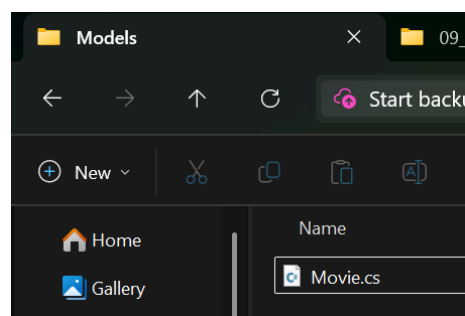 Models
09_
Start backu
New
Name
Home
Movie.cs
Gallery